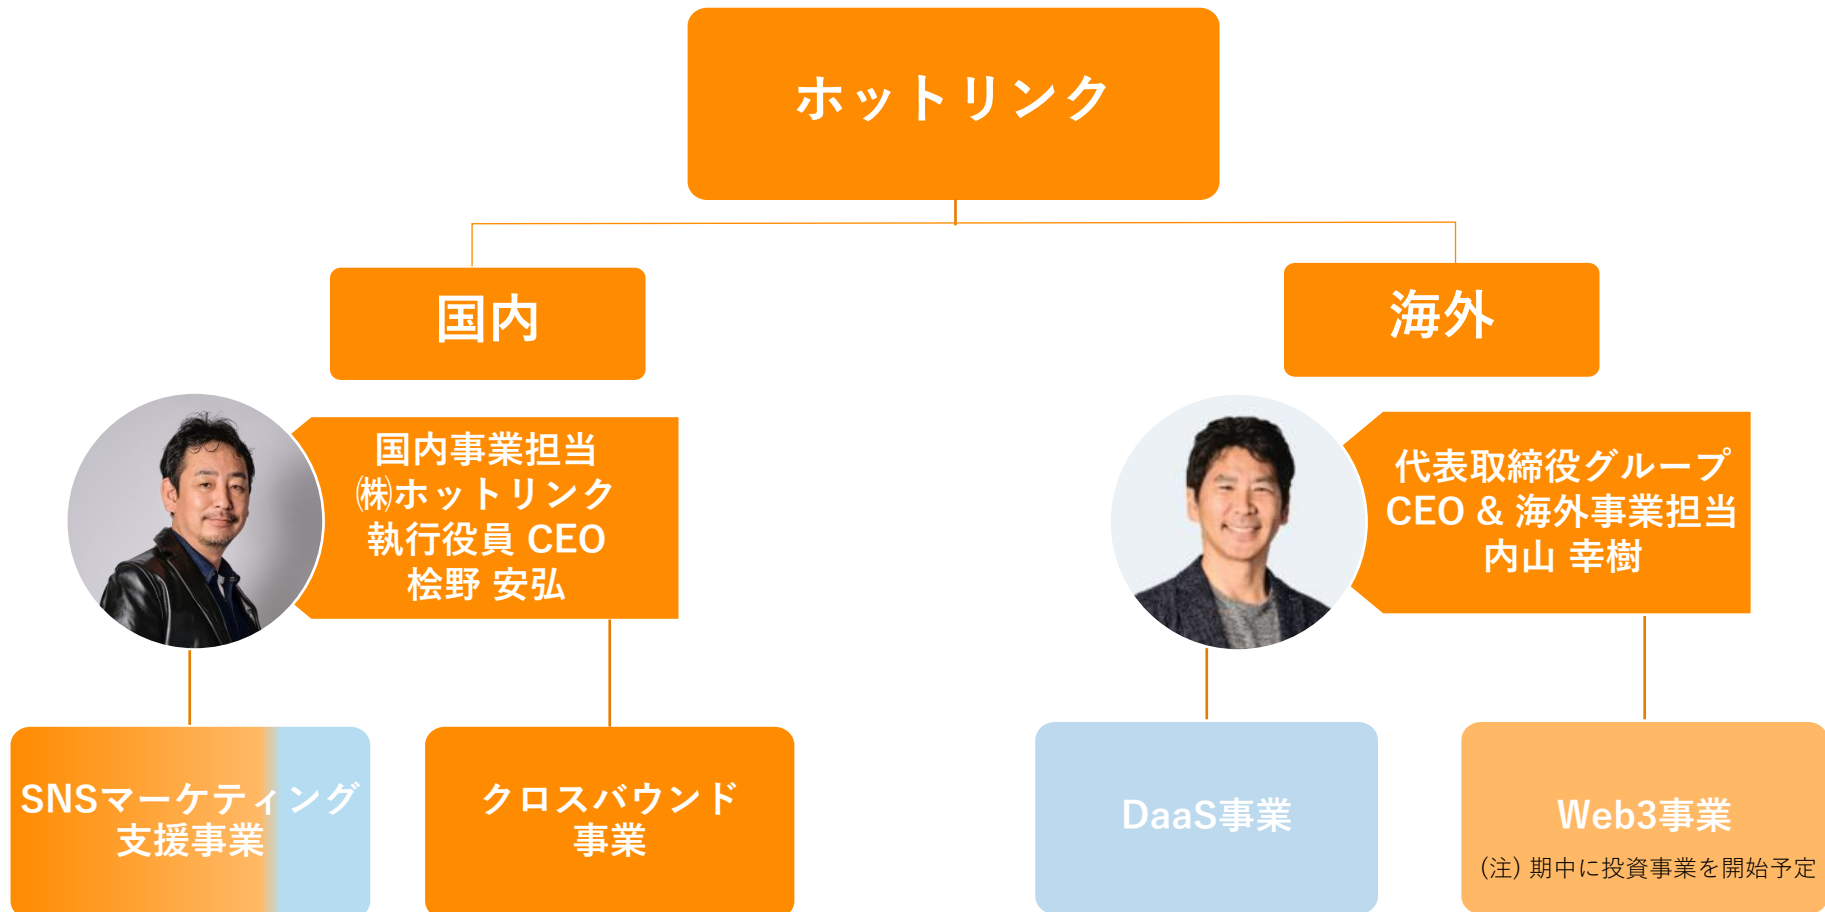 ホットリンク
国内
海外
国内事業担当
㈱ホットリンク
執行役員 CEO
桧野 安弘
代表取締役グループ
CEO & 海外事業担当
内山 幸樹
SNSマーケティング
支援事業
クロスバウンド
事業
DaaS事業
Web3事業
(注) 期中に投資事業を開始予定